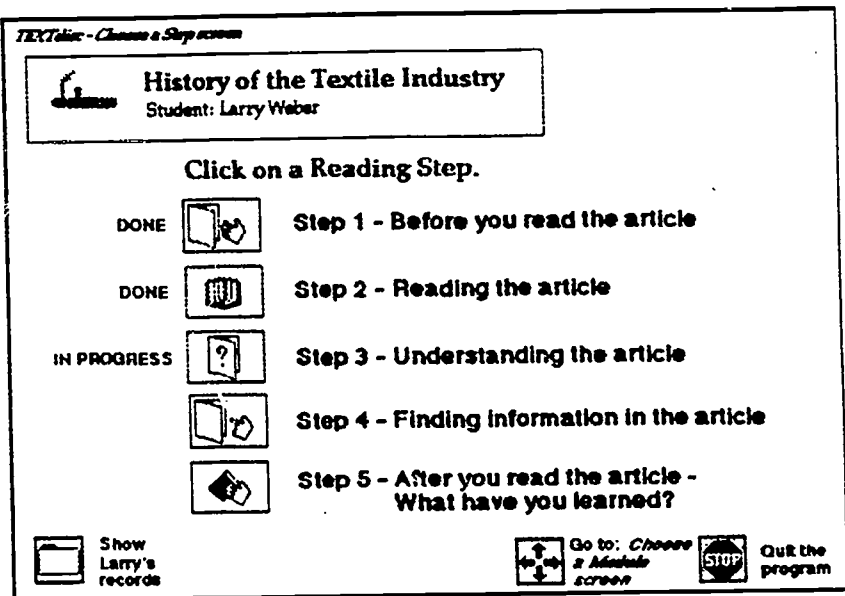 TEXTdisc - Choose a Step screen
History of the Textile Industry
Student: Larry Weber
Click on a Reading Step.
DONE
Step 1 - Before you read the article
DONE
Step 2 - Reading the article
IN PROGRESS
?
Step 3 - Understanding the article
Step 4 - Finding information in the article
Step 5 - After you read the article -
What have you learned?
Show
Larry's
records
Go to: Choose
a Module
screen
STOP
Quit the
program